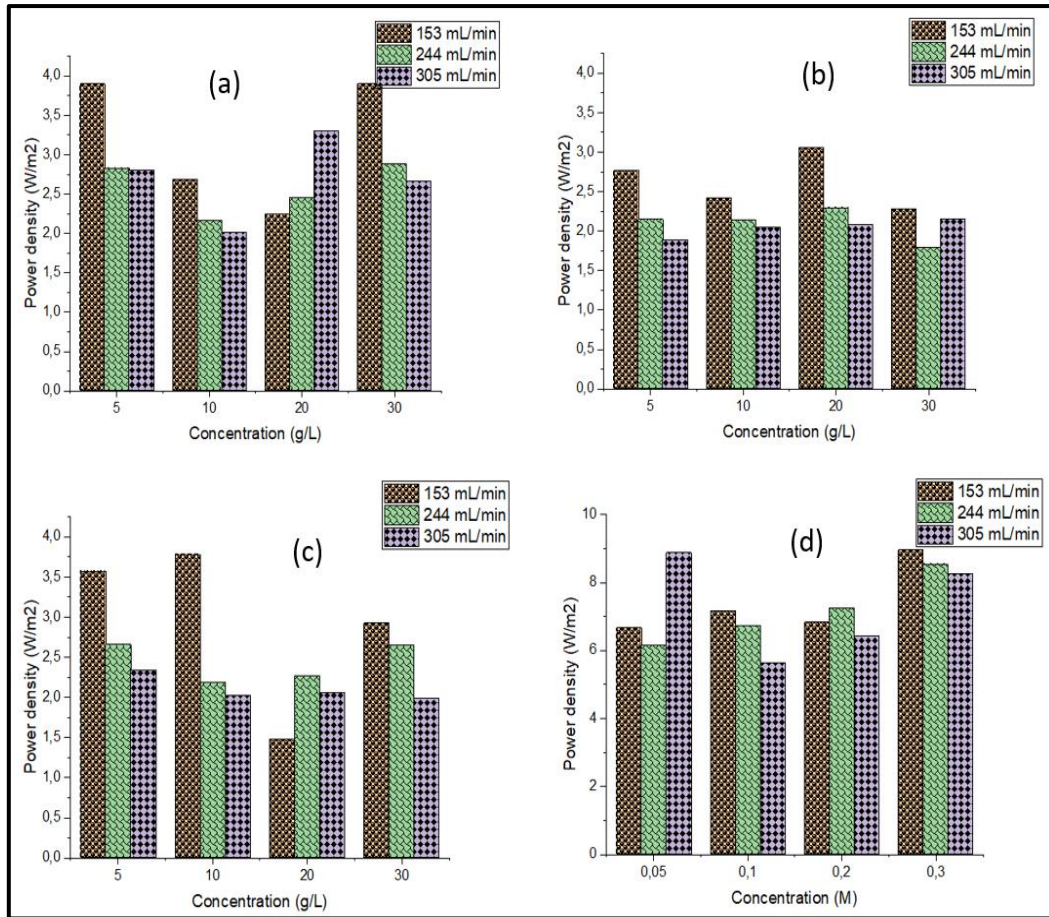 153 mL/min
244 mL/min
305 mL/min
(a)
4,0
3,5
3,0
2,5
2,0
1,5
1,0
0,5
0,0
Power density (W/m2)
5 10 20 30
Concentration (g/L)
153 mL/min
244 mL/min
305 mL/min
(b)
4,0
3,5
3,0
2,5
2,0
1,5
1,0
0,5
0,0
Power density (W/m2)
5 10 20 30
Concentration (g/L)
153 mL/min
244 mL/min
305 mL/min
(c)
4,0
3,5
3,0
2,5
2,0
1,5
1,0
0,5
0,0
Power density (W/m2)
5 10 20 30
Concentration (g/L)
153 mL/min
244 mL/min
305 mL/min
(d)
10
8
6
4
2
0
Power density (W/m2)
0,05 0,1 0,2 0,3
Concentration (M)